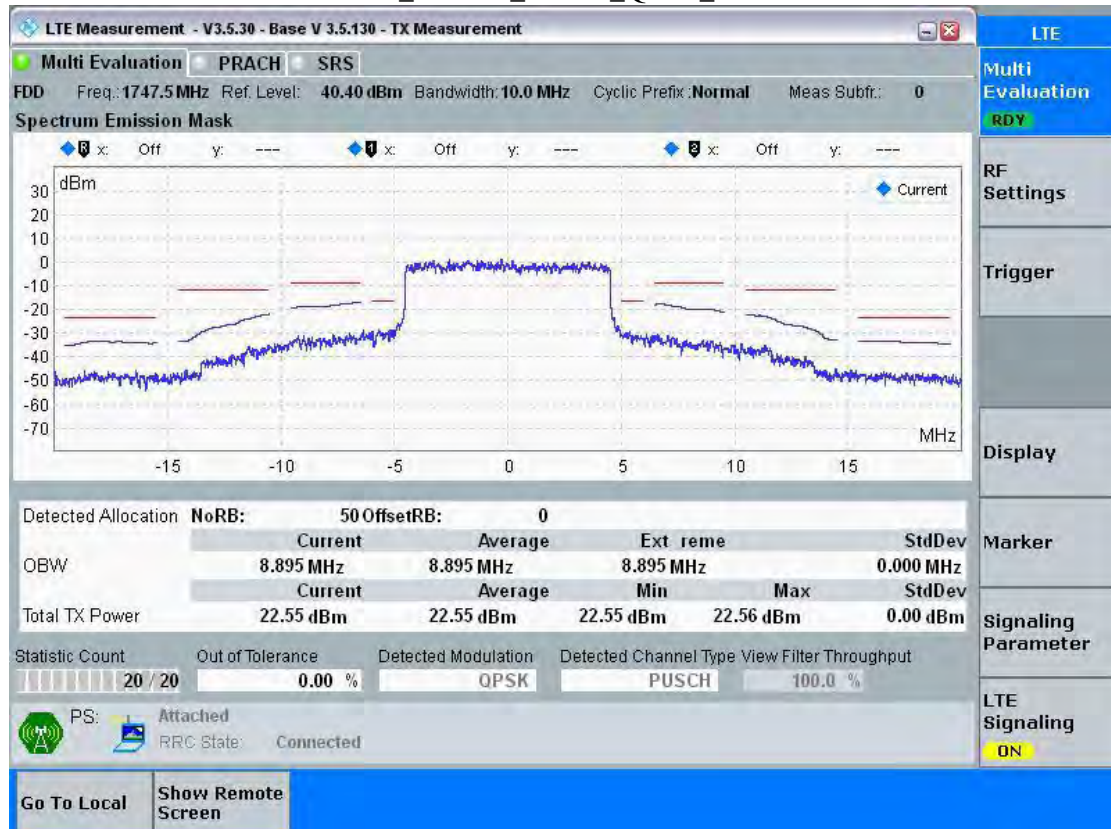 LTE Measurement - V3.5.30 - Base V 3.5.130 - TX Measurement
LTE
Multi Evaluation PRACH SRS
Multi Evaluation
RDY
FDD Freq.: 1747.5 MHz Ref. Level: 40.40 dBm Bandwidth: 10.0 MHz Cyclic Prefix : Normal Meas Subfr.: 0
Spectrum Emission Mask
R x: Off y: --- 1 x: Off y: --- 2 x: Off y: ---
dBm
Current
30
20
10
0
-10
-20
-30
-40
-50
-60
-70
MHz
-15 -10 -5 0 5 10 15
RF Settings
Trigger
Display
Marker
Signaling Parameter
LTE Signaling
ON
Detected Allocation NoRB: 50 OffsetRB: 0
Current Average Ext reme StdDev
OBW 8.895 MHz 8.895 MHz 8.895 MHz 0.000 MHz
Current Average Min Max StdDev
Total TX Power 22.55 dBm 22.55 dBm 22.55 dBm 22.56 dBm 0.00 dBm
Statistic Count Out of Tolerance Detected Modulation Detected Channel Type View Filter Throughput
20 / 20 0.00 % QPSK PUSCH 100.0 %
PS: Attached
RRC State: Connected
Go To Local
Show Remote Screen